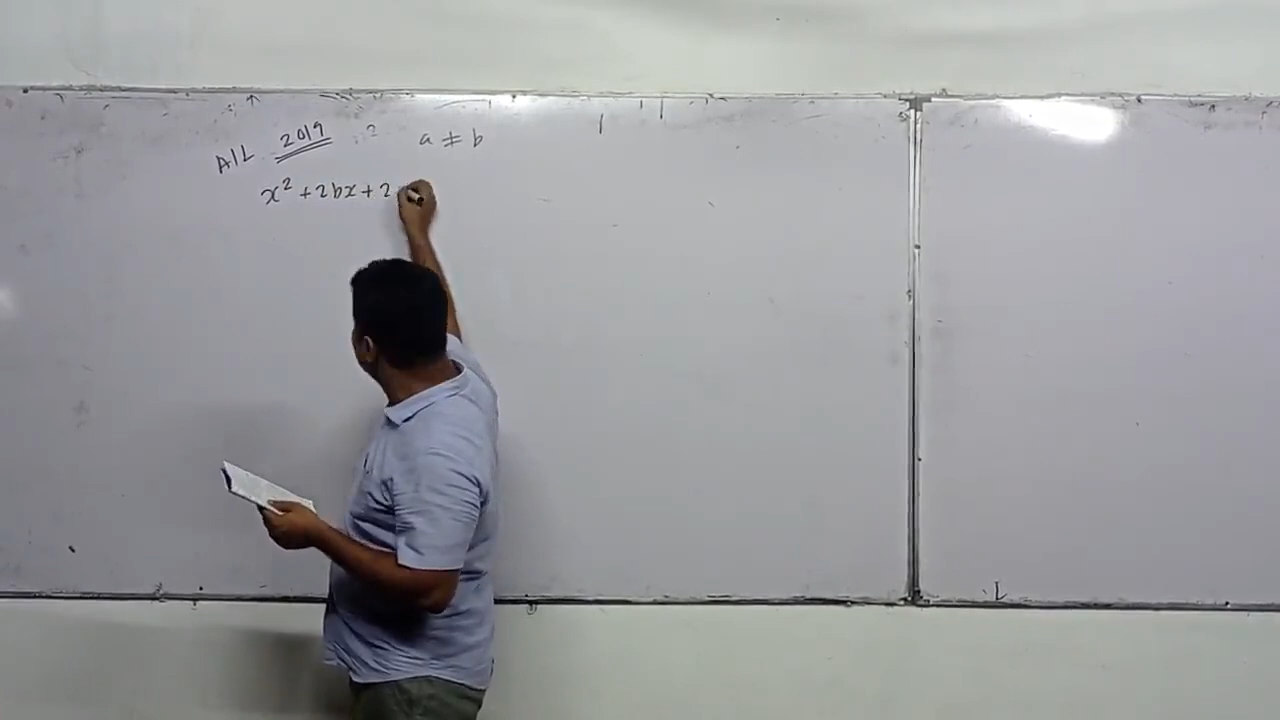 A/L 2019 a ≠ b
x² + 2bx + 2